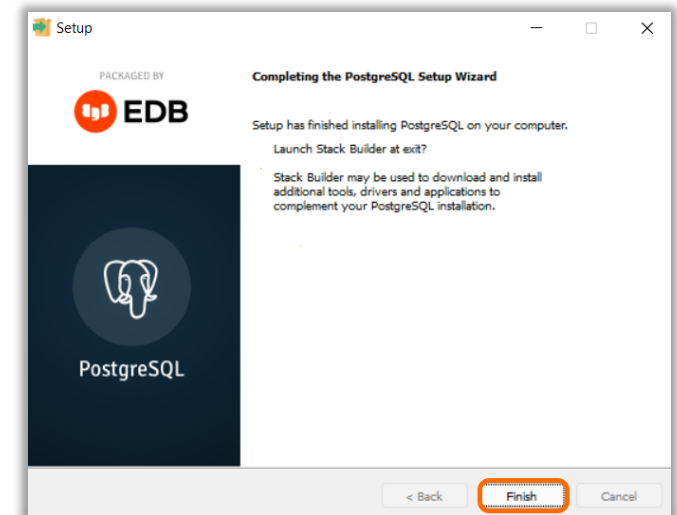 Setup
PACKAGED BY
EDB
PostgreSQL
Completing the PostgreSQL Setup Wizard
Setup has finished installing PostgreSQL on your computer.
Launch Stack Builder at exit?
Stack Builder may be used to download and install
additional tools, drivers and applications to
complement your PostgreSQL installation.
< Back
Finish
Cancel